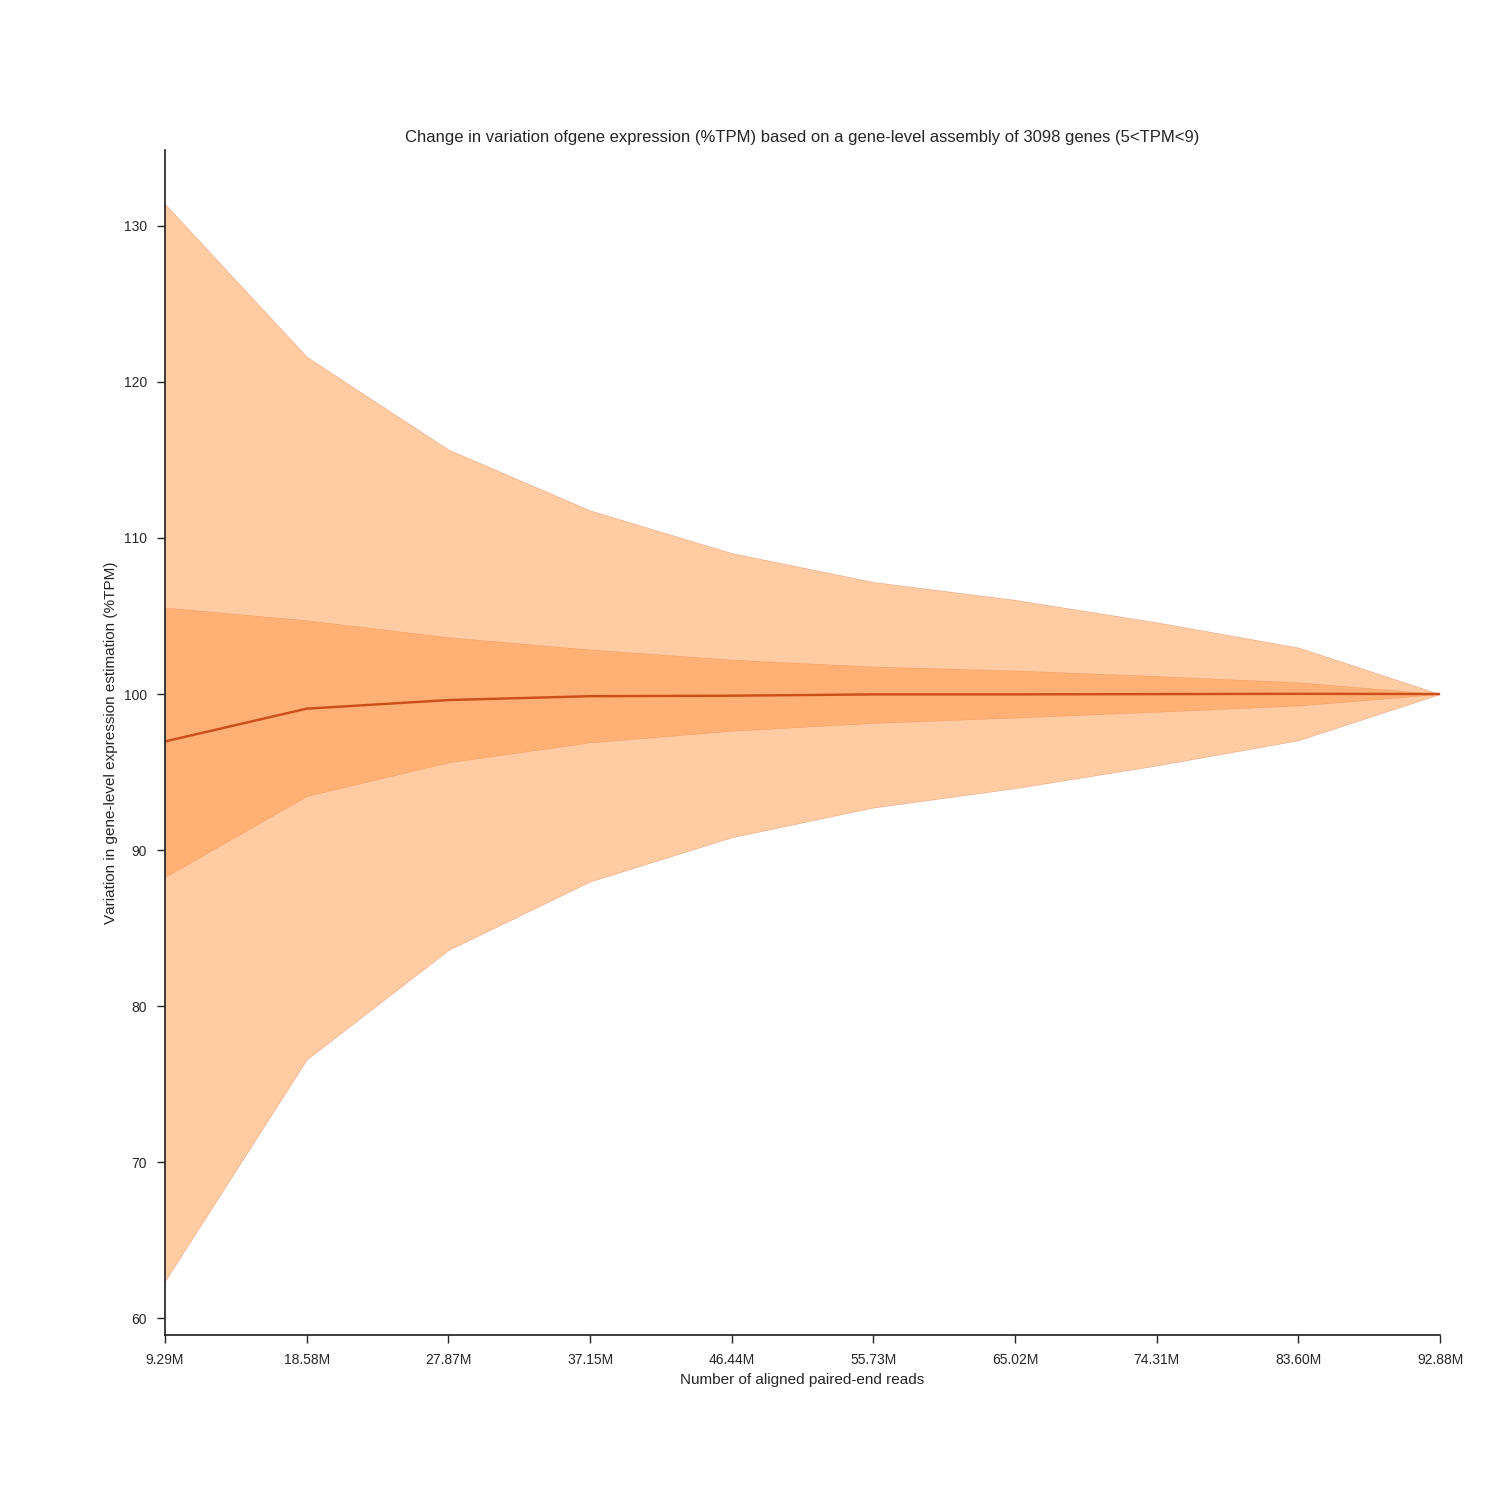 Change in variation ofgene expression (%TPM) based on a gene-level assembly of 3098 genes (5<TPM<9)
Variation in gene-level expression estimation (%TPM)
130
120
110
100
90
80
70
60
9.29M 18.58M 27.87M 37.15M 46.44M 55.73M 65.02M 74.31M 83.60M 92.88M
Number of aligned paired-end reads